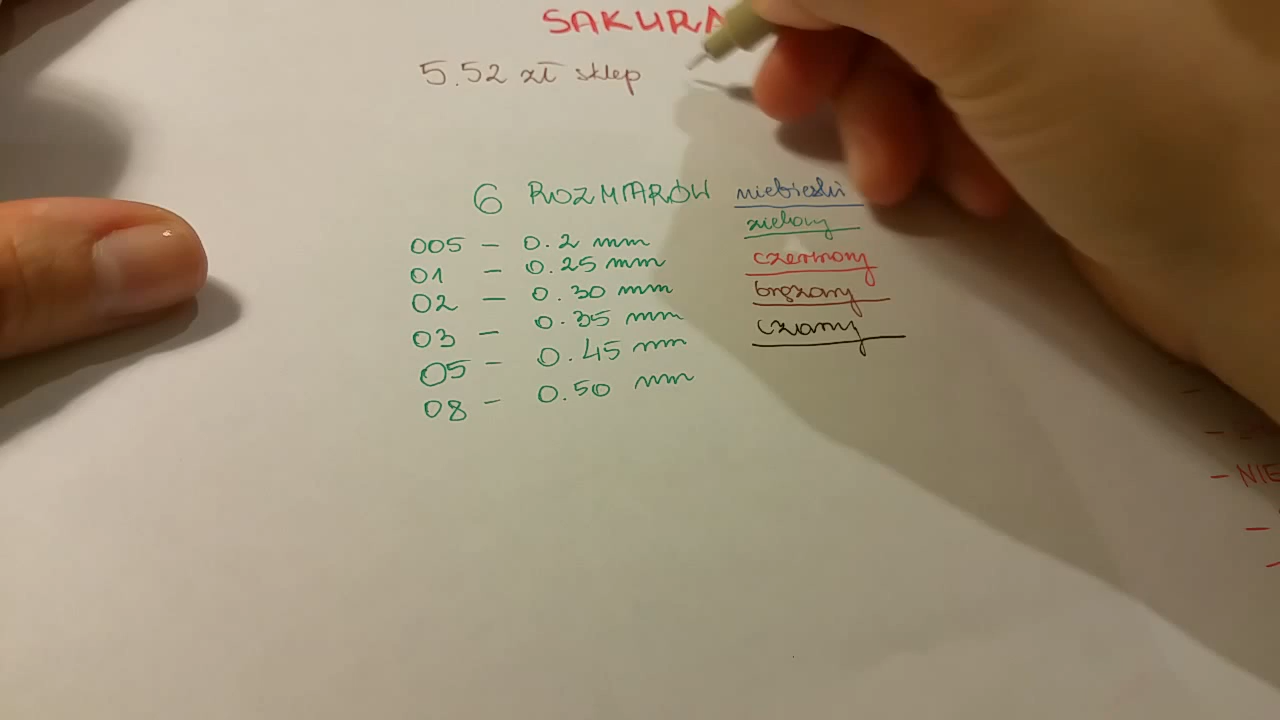 SAKURA
5.52 zł sklep
6 ROZMIARÓW
005 - 0.2 mm
01 - 0.25 mm
02 - 0.30 mm
03 - 0.35 mm
05 - 0.45 mm
08 - 0.50 mm
niebieski
zielony
czerwony
brązowy
czarny
- NIE